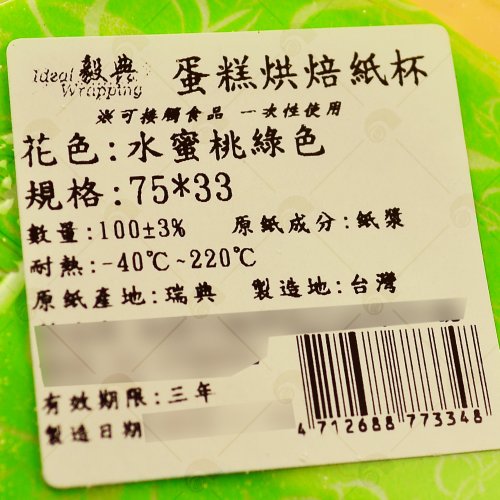 Ideal Wrapping 毅典 蛋糕烘焙紙杯
※可接觸食品 一次性使用
花色:水蜜桃綠色
規格:75*33
數量:100±3% 原紙成分:紙漿
耐熱:-40℃~220℃
原紙產地:瑞典 製造地:台灣
有效期限:三年
製造日期
4 712688 773348